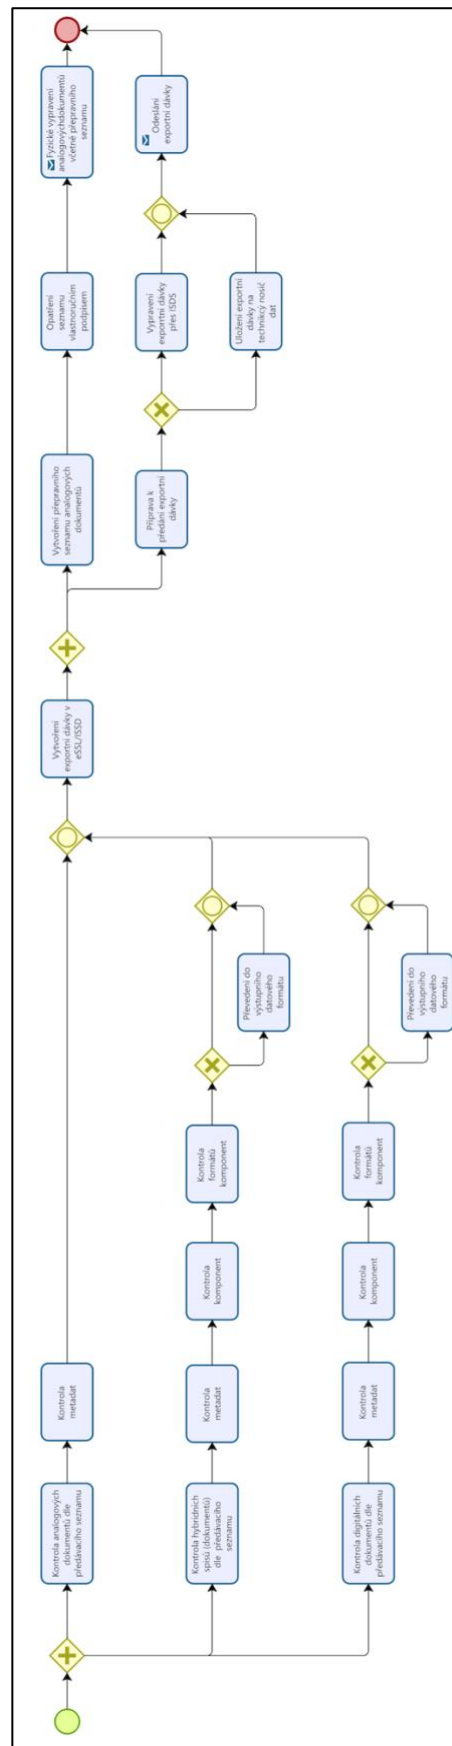 Kontrola analogových
dokumentů dle
předávacího seznamu
Kontrola
metadat
Kontrola hybridních
spisů (dokumentů)
dle předávacího
seznamu
Kontrola
metadat
Kontrola
komponent
Kontrola
formátů
komponent
Převedení do
výstupního
datového
formátu
Kontrola digitálních
dokumentů dle
předávacího seznamu
Kontrola
metadat
Kontrola
komponent
Kontrola
formátů
komponent
Převedení do
výstupního
datového
formátu
Vytvoření
exportní dávky v
eSSL/ISSD
Vytvoření přepravního
seznamu analogových
dokumentů
Opatření
seznamu
vlastnoručním
podpisem
Fyzické vypravení
analogovýchdokumentů
včetně přepravního
seznamu
Příprava k
předání exportní
dávky
Vypravení
exportní dávky
přes ISDS
Uložení exportní
dávky na
technikcý nosič
dat
Odeslání
exportní dávky